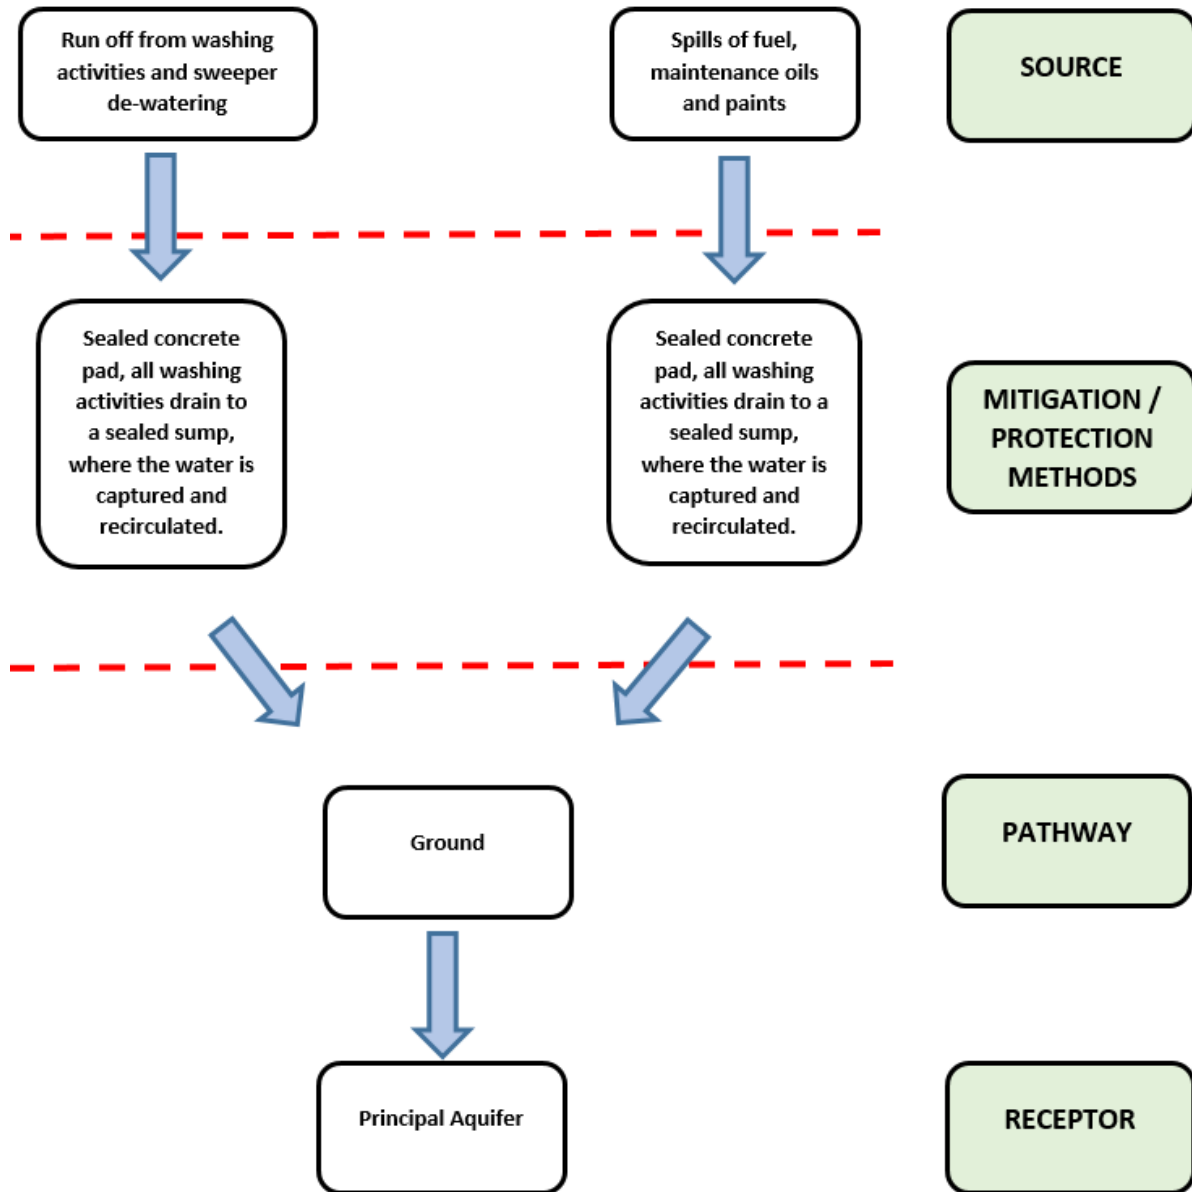 Run off from washing
activities and sweeper
de-watering
Spills of fuel,
maintenance oils
and paints
SOURCE
Sealed concrete
pad, all washing
activities drain to
a sealed sump,
where the water is
captured and
recirculated.
Sealed concrete
pad, all washing
activities drain to a
sealed sump,
where the water is
captured and
recirculated.
MITIGATION /
PROTECTION
METHODS
Ground
PATHWAY
Principal Aquifer
RECEPTOR